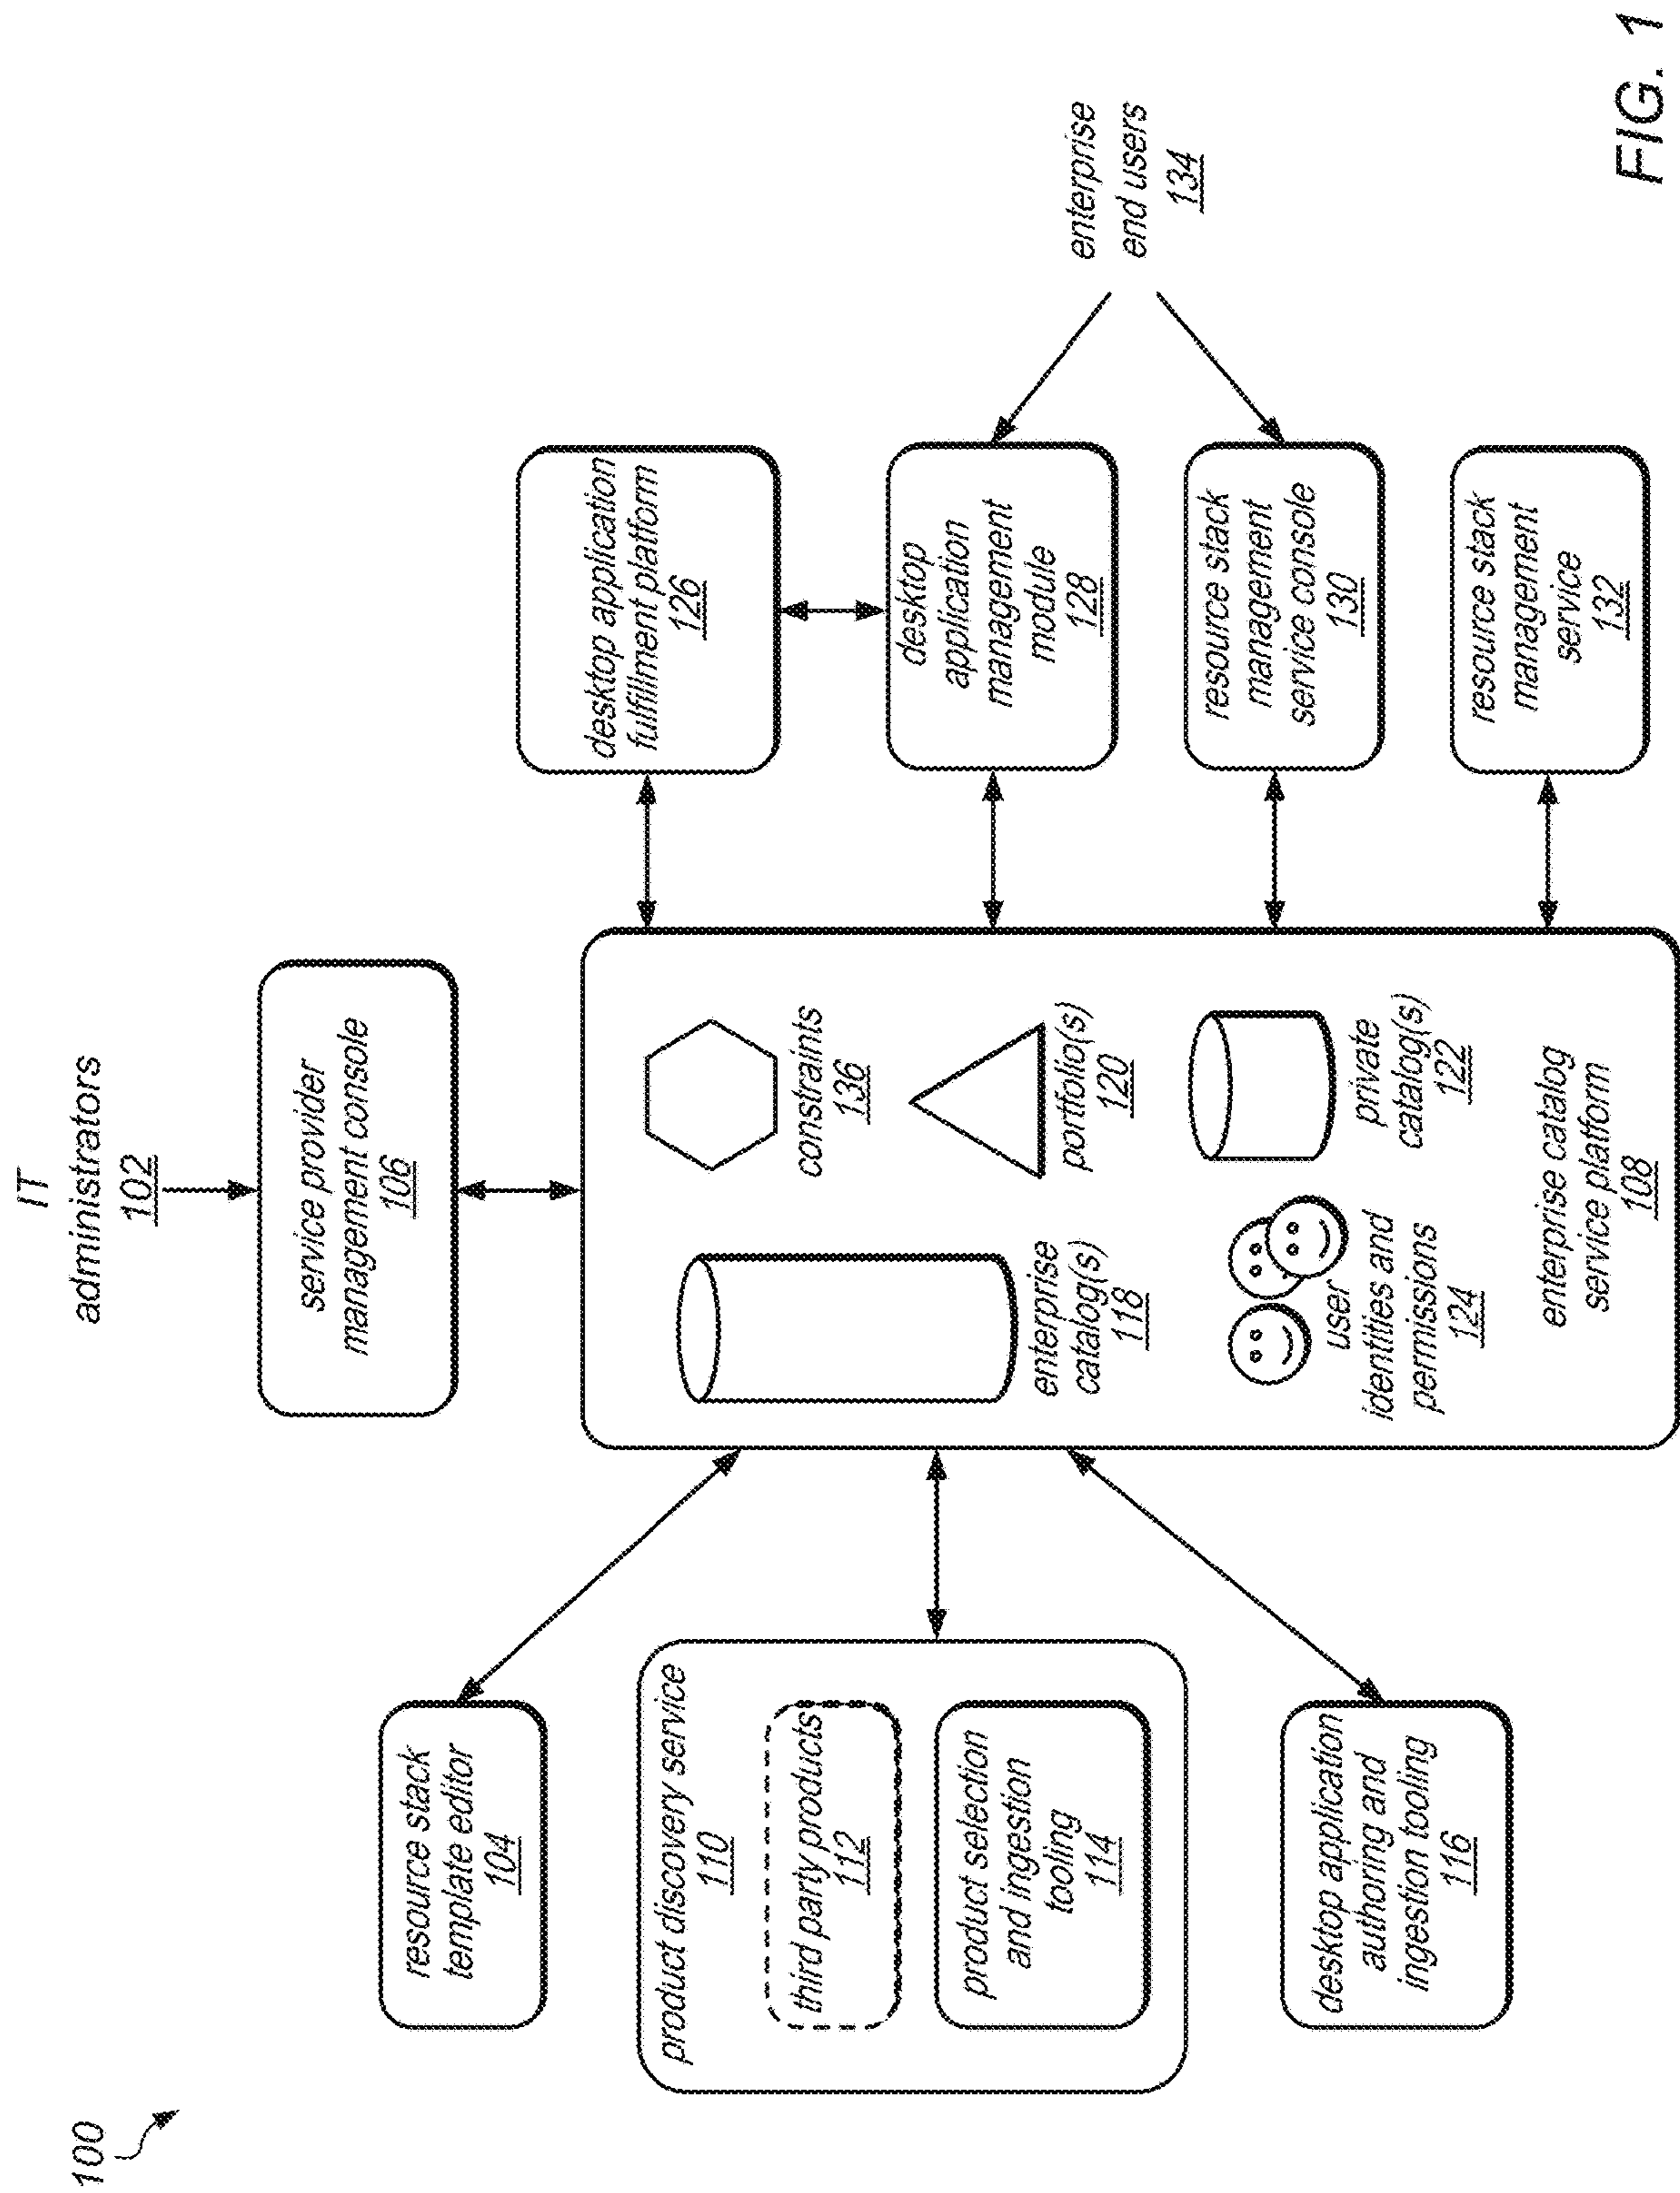 100
IT
administrators
102
service provider
management console
106
resource stack
template editor
104
product discovery service
110
third party products
112
product selection
and ingestion
tooling
114
desktop application
authoring and
ingestion tooling
116
enterprise
catalog(s)
118
constraints
136
portfolio(s)
120
user
identities and
permissions
124
private
catalog(s)
122
enterprise catalog
service platform
108
desktop application
fulfillment platform
126
desktop
application
management
module
128
resource stack
management
service console
130
resource stack
management
service
132
enterprise
end users
134
FIG. 1